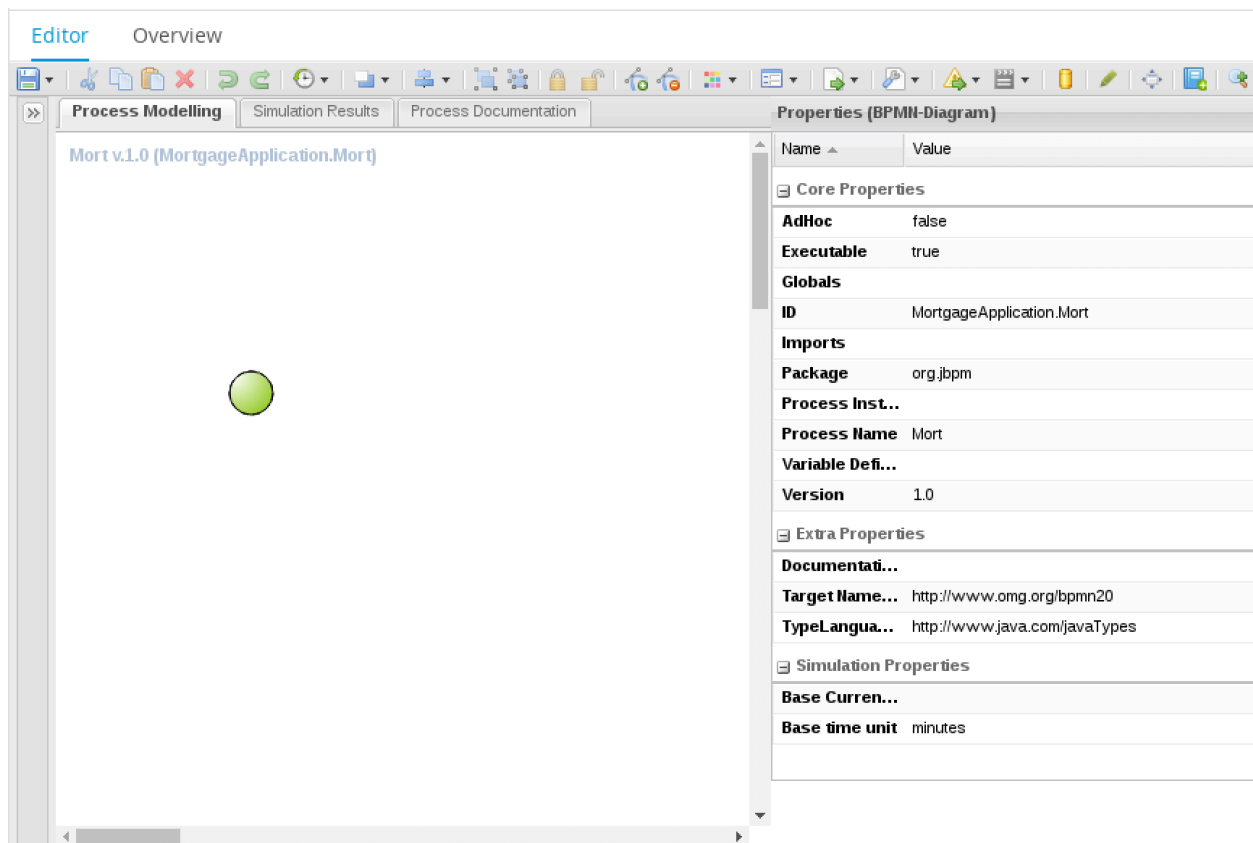 Editor Overview
Process Modelling Simulation Results Process Documentation
Mort v.1.0 (MortgageApplication.Mort)
Properties (BPMN-Diagram)
Name Value
Core Properties
AdHoc false
Executable true
Globals
ID MortgageApplication.Mort
Imports
Package org.jbpm
Process Inst...
Process Name Mort
Variable Defi...
Version 1.0
Extra Properties
Documentati...
Target Name... http://www.omg.org/bpmn20
TypeLangua... http://www.java.com/javaTypes
Simulation Properties
Base Curren...
Base time unit minutes